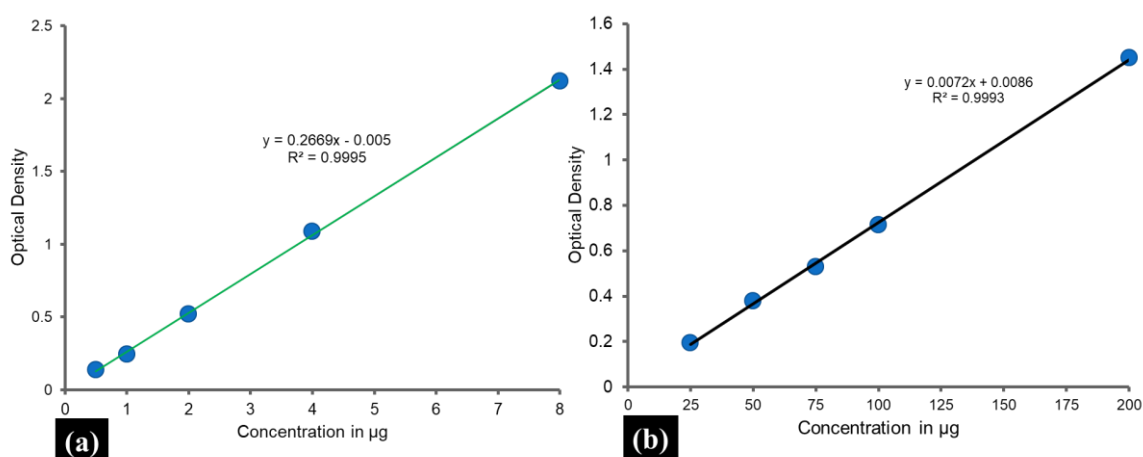 2.5
2
1.5
1
0.5
0
Optical Density
y = 0.2669x - 0.005
R² = 0.9995
0 1 2 3 4 5 6 7 8
Concentration in µg
(a)
1.6
1.4
1.2
1
0.8
0.6
0.4
0.2
0
Optical Density
y = 0.0072x + 0.0086
R² = 0.9993
0 25 50 75 100 125 150 175 200
Concentration in µg
(b)